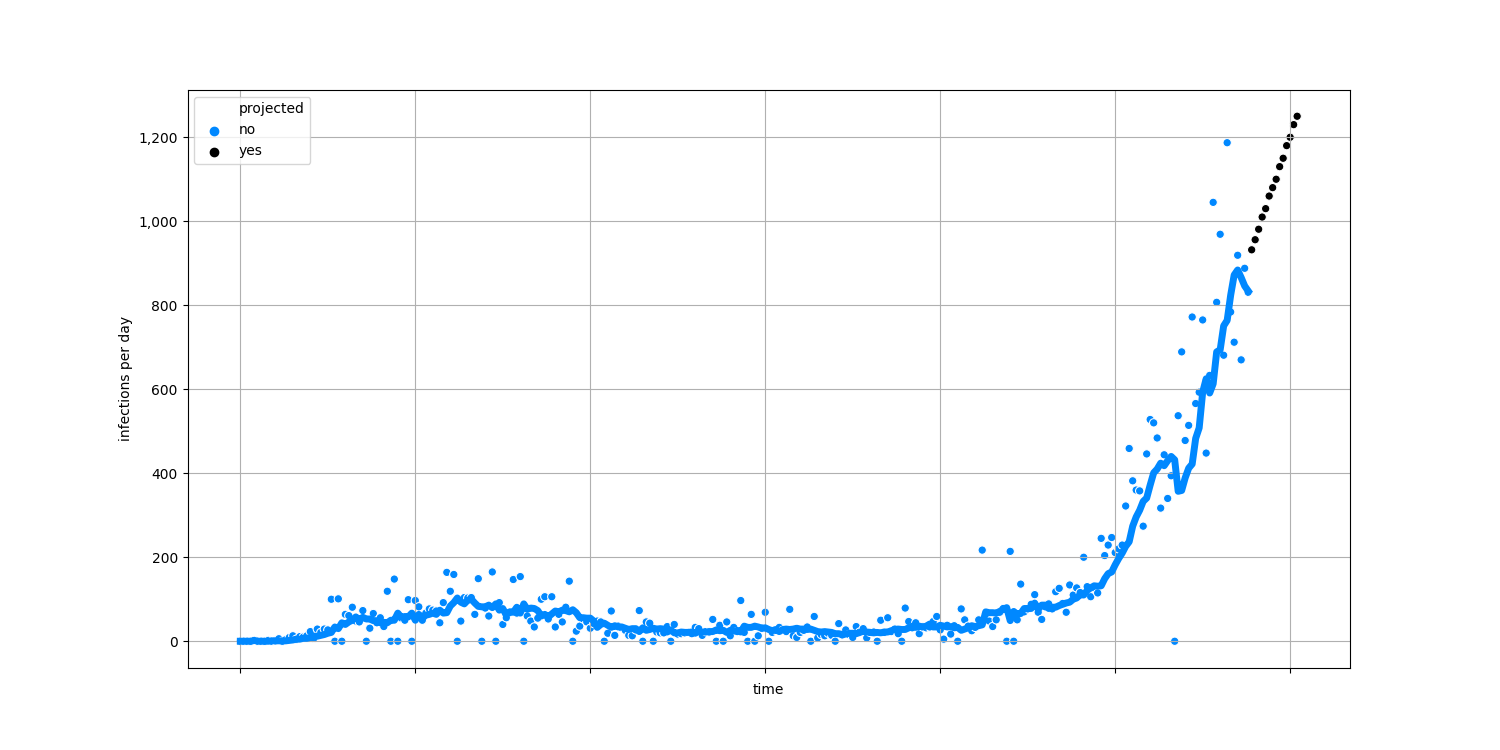 projected
no
yes
1,200
1,000
800
600
400
200
0
infections per day
time